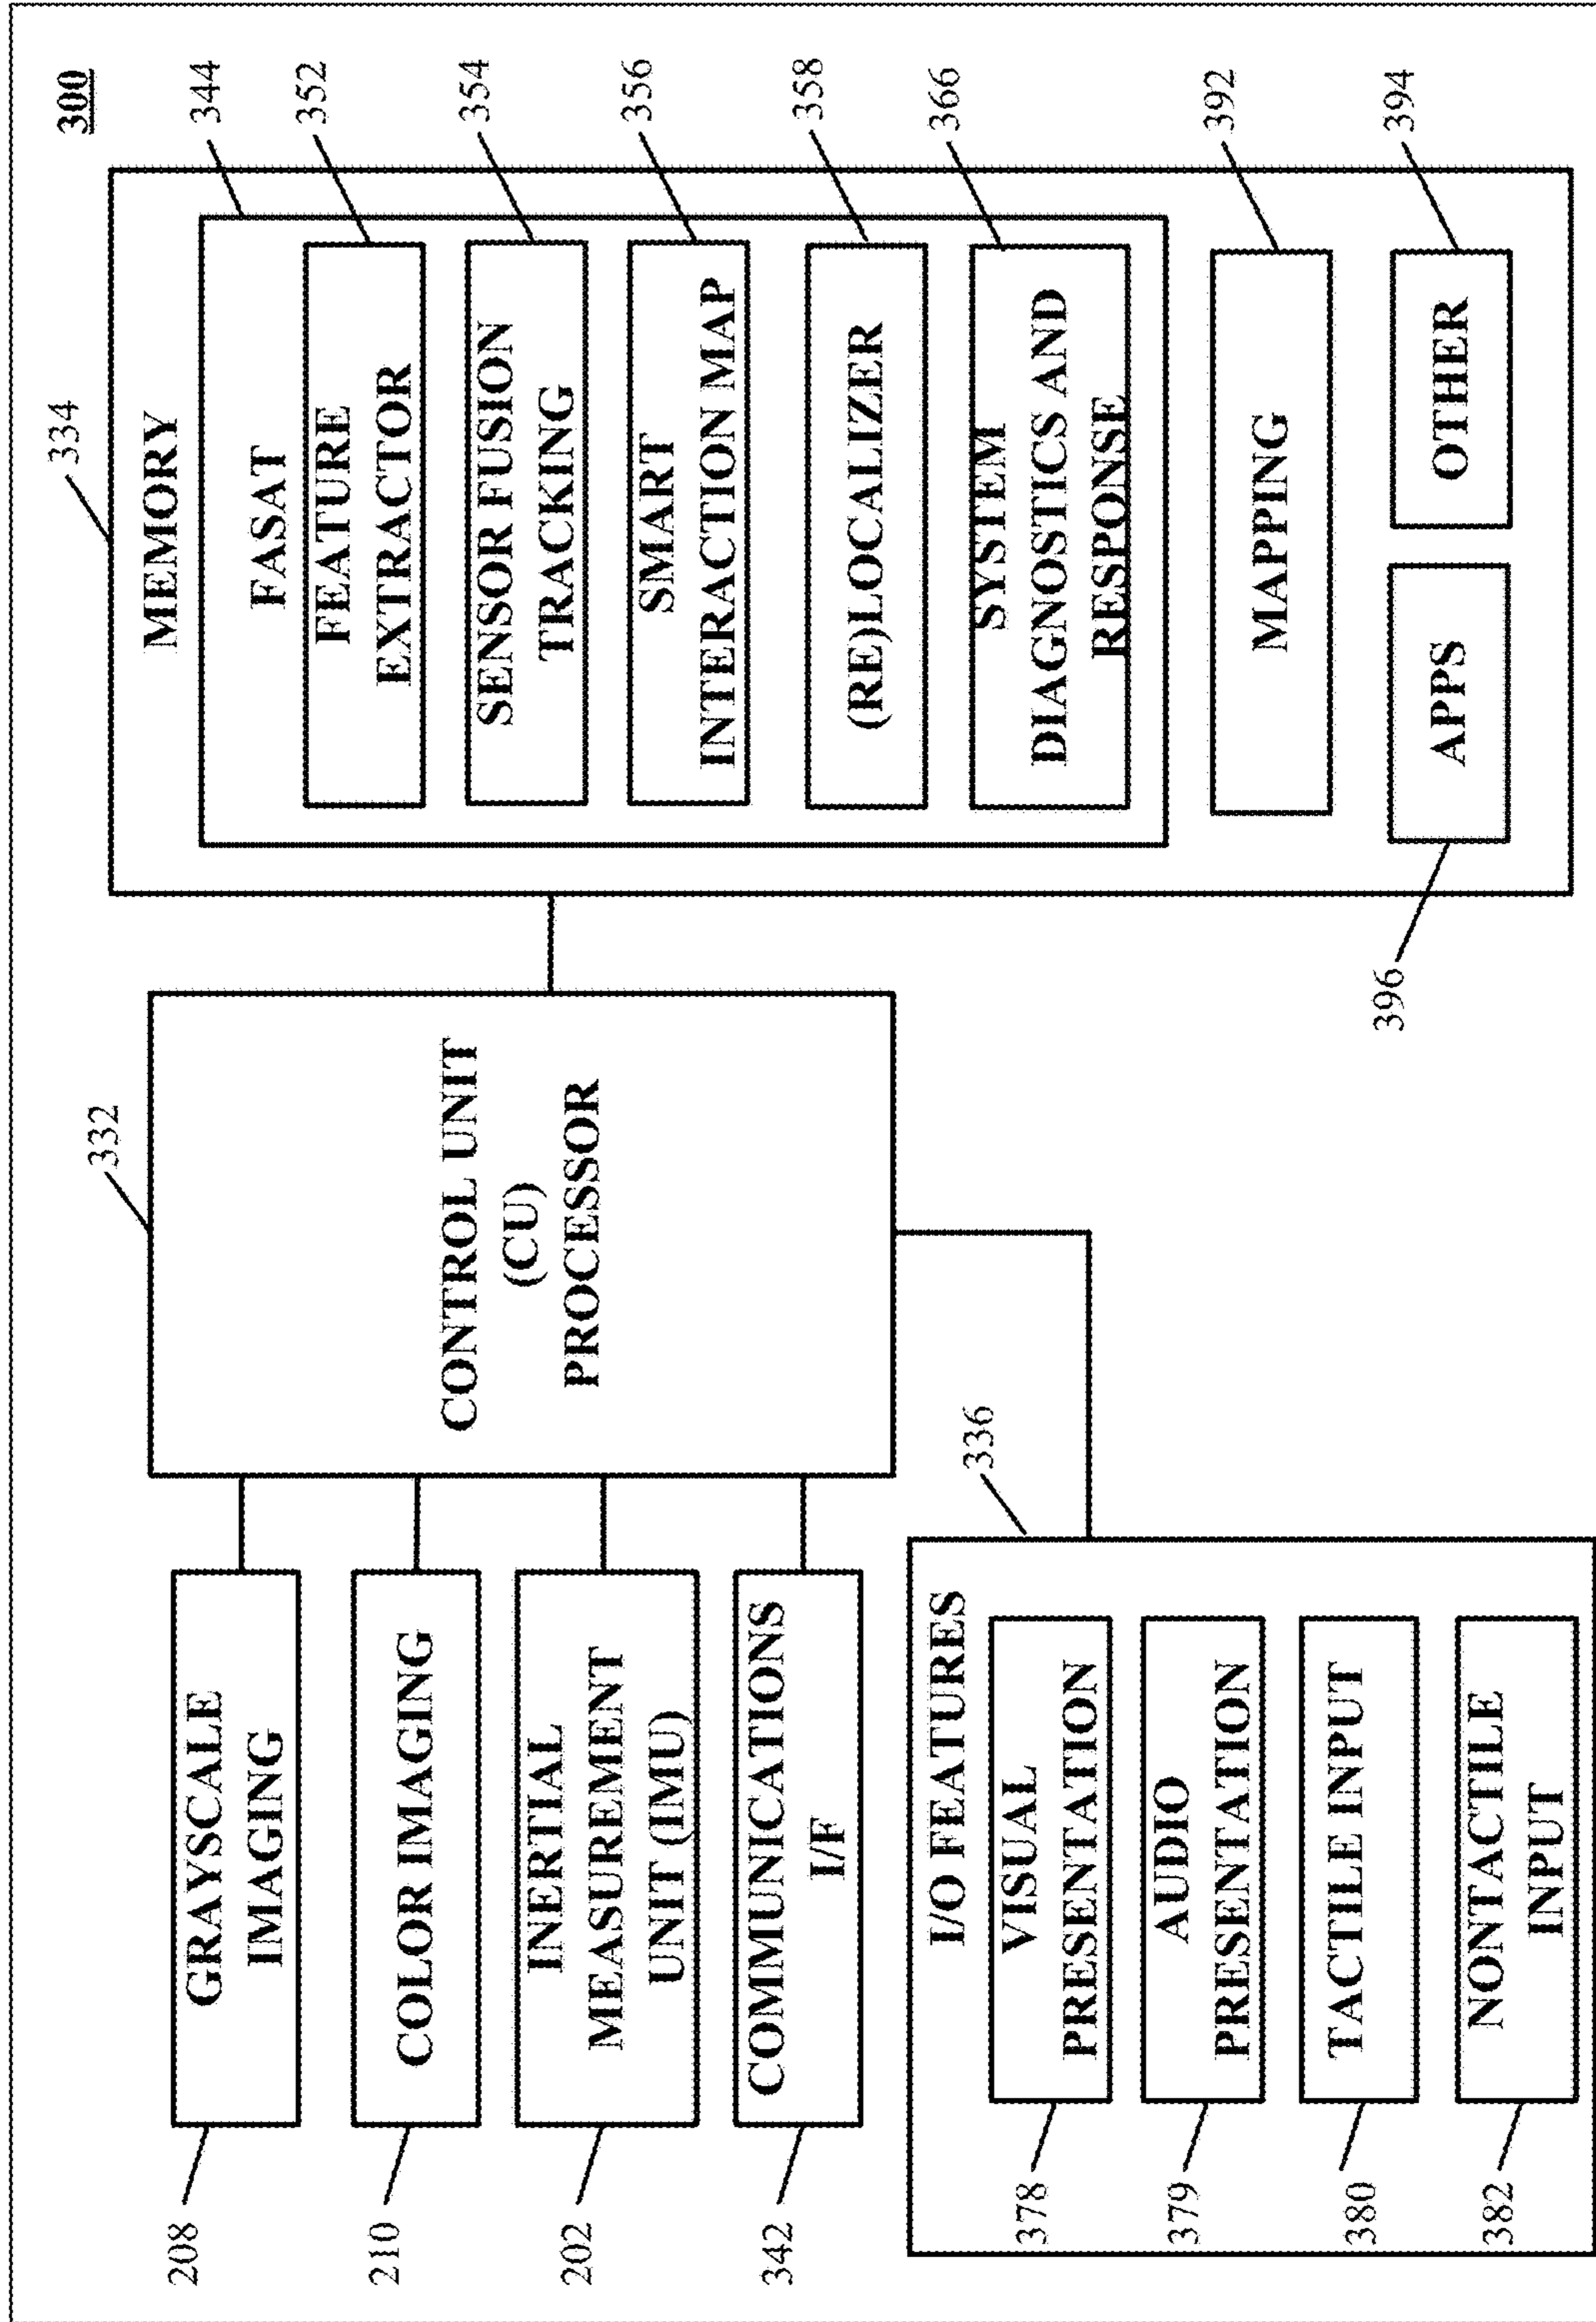 300
208
GRAYSCALE
IMAGING
210
COLOR IMAGING
202
INERTIAL
MEASUREMENT
UNIT (IMU)
342
COMMUNICATIONS
I/F
336
I/O FEATURES
378
VISUAL
PRESENTATION
379
AUDIO
PRESENTATION
380
TACTILE INPUT
382
NONTACTILE
INPUT
332
CONTROL UNIT
(CU)
PROCESSOR
334
MEMORY
344
FASAT
352
FEATURE
EXTRACTOR
354
SENSOR FUSION
TRACKING
356
SMART
INTERACTION MAP
358
(RE)LOCALIZER
366
SYSTEM
DIAGNOSTICS AND
RESPONSE
392
MAPPING
396
APPS
394
OTHER